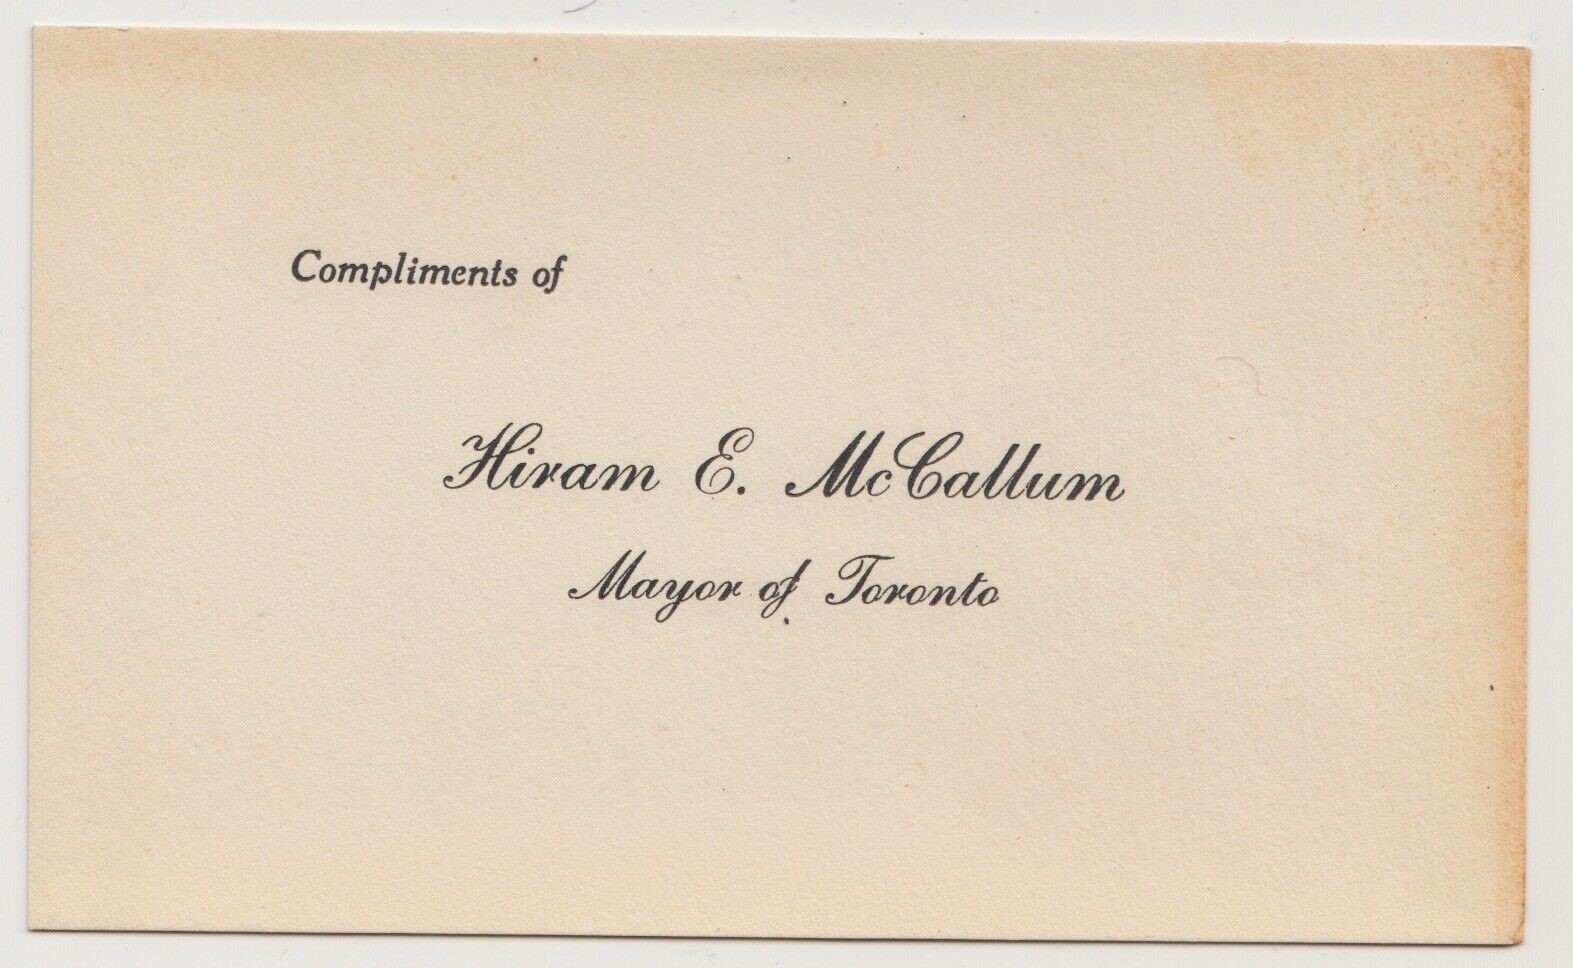 Compliments of
Hiram E. McCallum
Mayor of Toronto